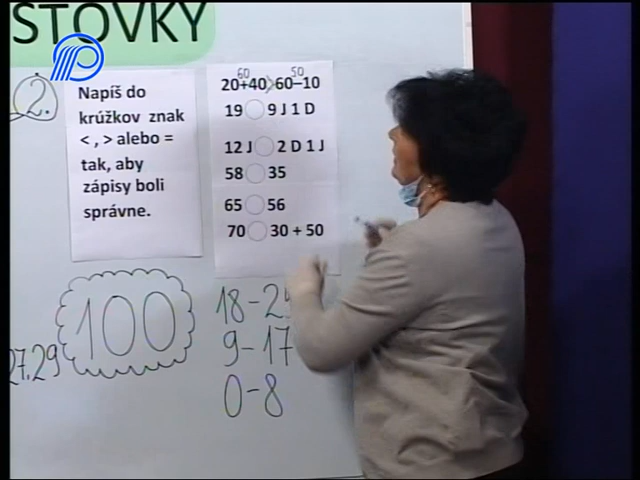 STOVKY
2.
Napíš do
krúžkov znak
< , > alebo =
tak, aby
zápisy boli
správne.
60 50
20+40 > 60–10
19 9 J 1 D
12 J 2 D 1 J
58 35
65 56
70 30 + 50
100
27,29
18-25
9-17
0-8